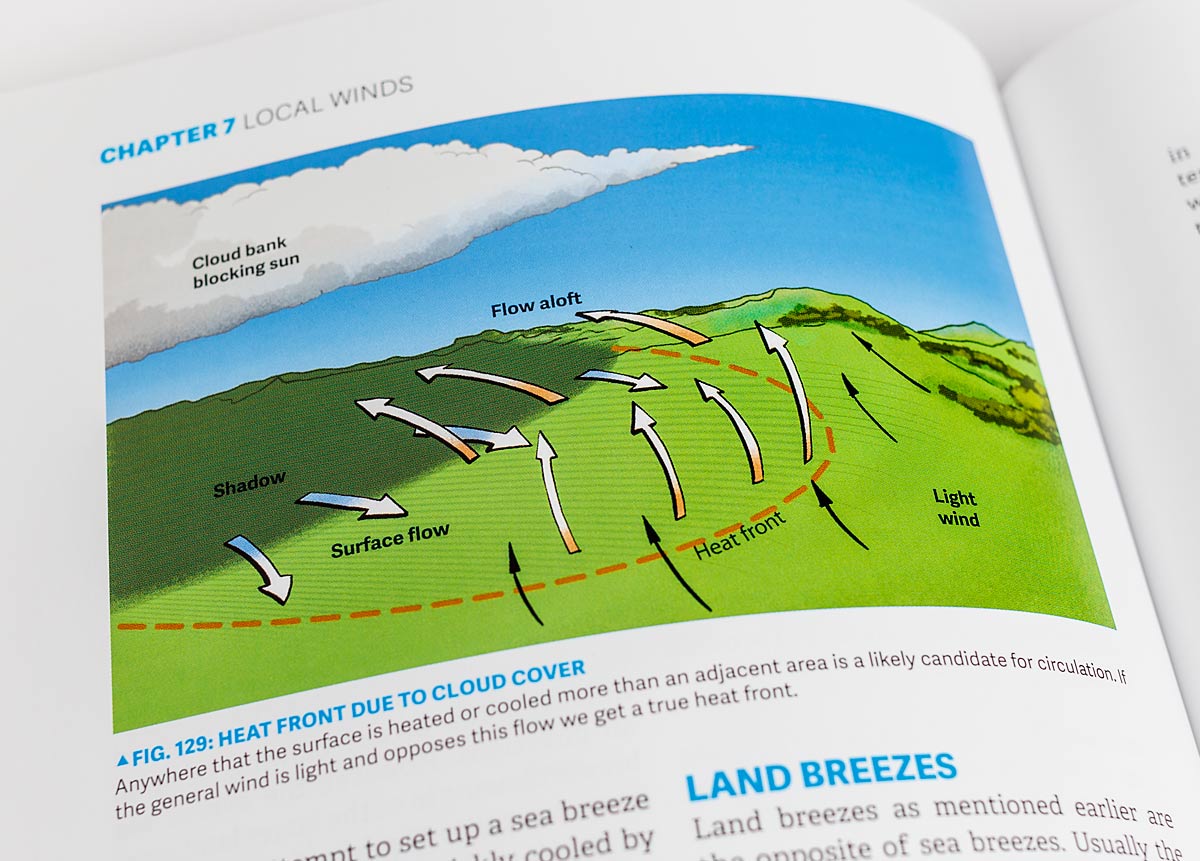 CHAPTER 7 LOCAL WINDS
Cloud bank
blocking sun
Flow aloft
Shadow
Surface flow
Light
wind
Heat front
▲FIG. 129: HEAT FRONT DUE TO CLOUD COVER
Anywhere that the surface is heated or cooled more than an adjacent area is a likely candidate for circulation. If
the general wind is light and opposes this flow we get a true heat front.
to set up a sea breeze
cooled by
LAND BREEZES
Land breezes as mentioned earlier are
the opposite of sea breezes. Usually the
in